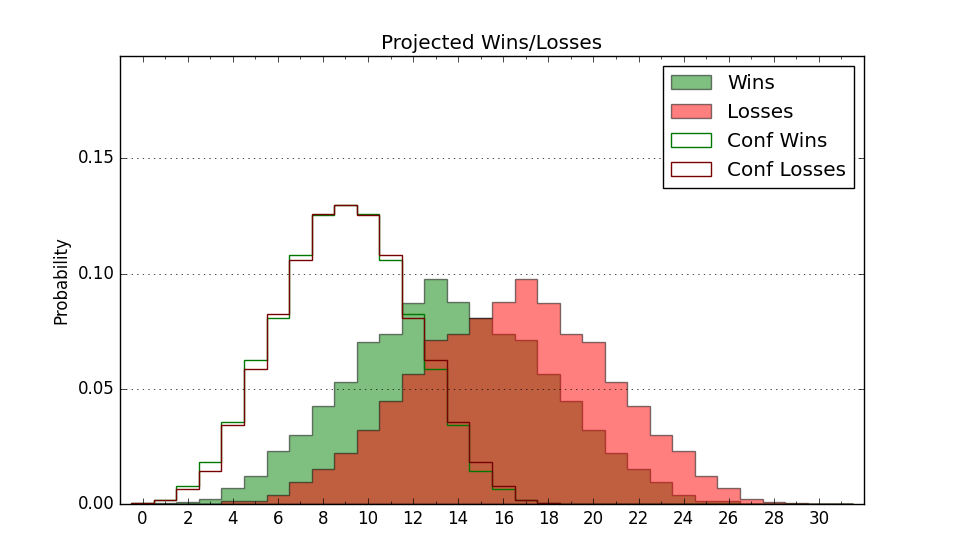 Projected Wins/Losses
Wins
Losses
Conf Wins
Conf Losses
Probability
0.15
0.10
0.05
0.00
0 2 4 6 8 10 12 14 16 18 20 22 24 26 28 30